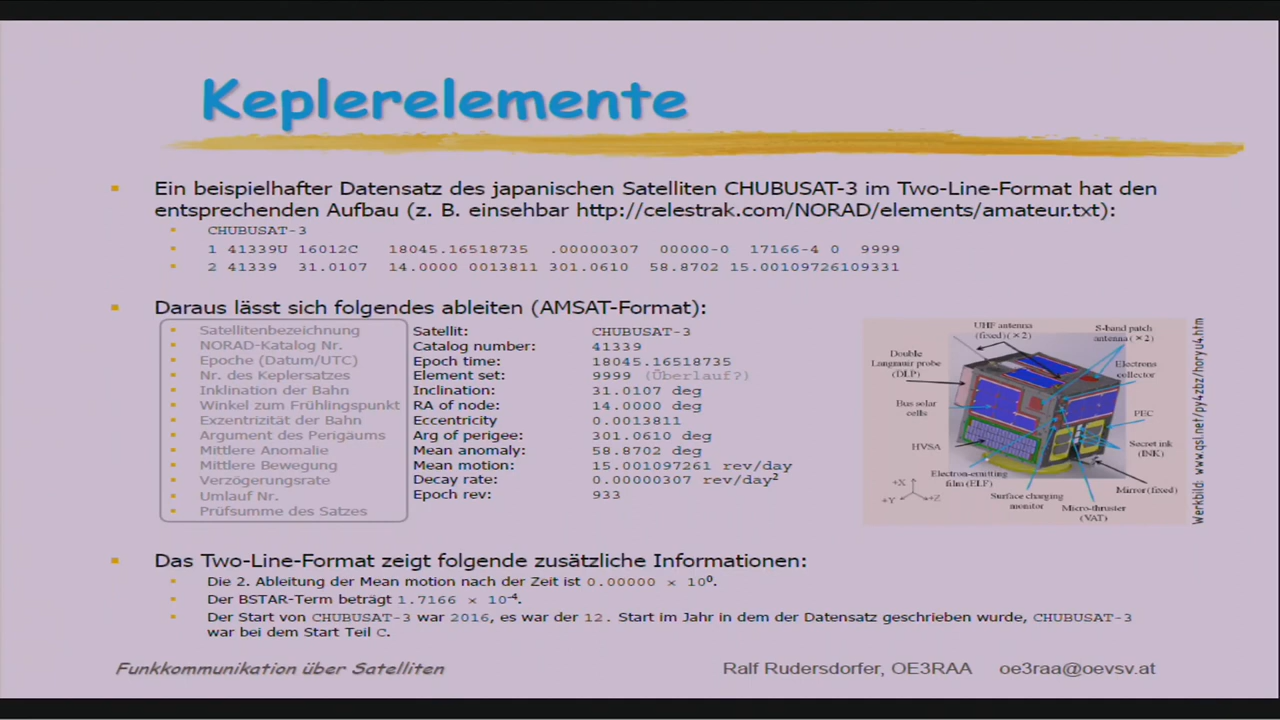 Keplerelemente
Ein beispielhafter Datensatz des japanischen Satelliten CHUBUSAT-3 im Two-Line-Format hat den
entsprechenden Aufbau (z. B. einsehbar http://celestrak.com/NORAD/elements/amateur.txt):
CHUBUSAT-3
1 41339U 16012C 18045.16518735 .00000307 00000-0 17166-4 0 9999
2 41339 31.0107 14.0000 0013811 301.0610 58.8702 15.00109726109331
Daraus lässt sich folgendes ableiten (AMSAT-Format):
Satellitenbezeichnung Satellit: CHUBUSAT-3
NORAD-Katalog Nr. Catalog number: 41339
Epoche (Datum/UTC) Epoch time: 18045.16518735
Nr. des Keplersatzes Element set: 9999 (Überlauf?)
Inklination der Bahn Inclination: 31.0107 deg
Winkel zum Frühlingspunkt RA of node: 14.0000 deg
Exzentrizität der Bahn Eccentricity 0.0013811
Argument des Perigäums Arg of perigee: 301.0610 deg
Mittlere Anomalie Mean anomaly: 58.8702 deg
Mittlere Bewegung Mean motion: 15.001097261 rev/day
Verzögerungsrate Decay rate: 0.00000307 rev/day²
Umlauf Nr. Epoch rev: 933
Prüfsumme des Satzes
UHF antenna
(fixed) (×2)
S-band patch
antenna (×2)
Double
Langmuir probe
(DLP)
Electrons
collector
Bus solar
cells
PEC
HVSA
Secret ink
(INK)
Electron-emitting
film (ELF)
Mirror (fixed)
Surface charging
monitor
Micro-thruster
(VAT)
+X
+Y
+Z
Werkbild: www.qsl.net/py4zbz/horyu4.htm
Das Two-Line-Format zeigt folgende zusätzliche Informationen:
Die 2. Ableitung der Mean motion nach der Zeit ist 0.00000 × 10⁰.
Der BSTAR-Term beträgt 1.7166 × 10⁻⁴.
Der Start von CHUBUSAT-3 war 2016, es war der 12. Start im Jahr in dem der Datensatz geschrieben wurde, CHUBUSAT-3
war bei dem Start Teil C.
Funkkommunikation über Satelliten
Ralf Rudersdorfer, OE3RAA oe3raa@oevsv.at